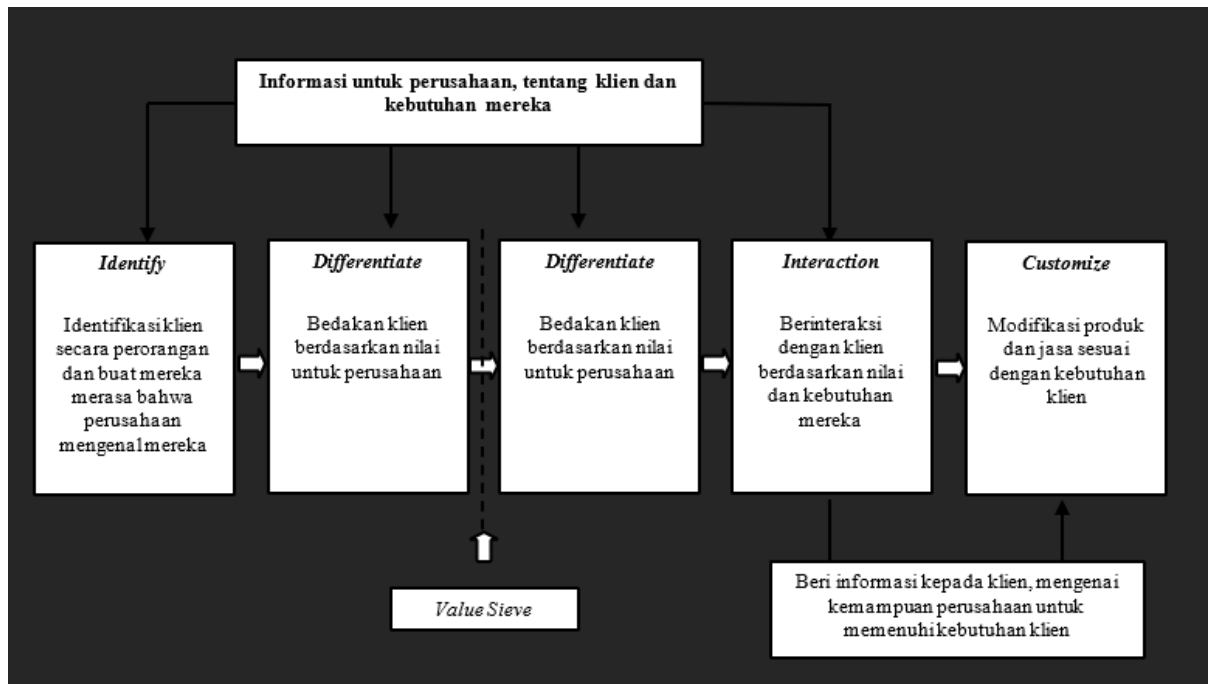 Informasi untuk perusahaan, tentang klien dan
kebutuhan mereka
Identify
Identifikasi klien
secara perorangan
dan buat mereka
merasa bahwa
perusahaan
mengenal mereka
Differentiate
Bedakan klien
berdasarkan nilai
untuk perusahaan
Differentiate
Bedakan klien
berdasarkan nilai
untuk perusahaan
Interaction
Berinteraksi
dengan klien
berdasarkan nilai
dan kebutuhan
mereka
Customize
Modifikasi produk
dan jasa sesuai
dengan kebutuhan
klien
Value Sieve
Beri informasi kepada klien, mengenai
kemampuan perusahaan untuk
memenuhi kebutuhan klien